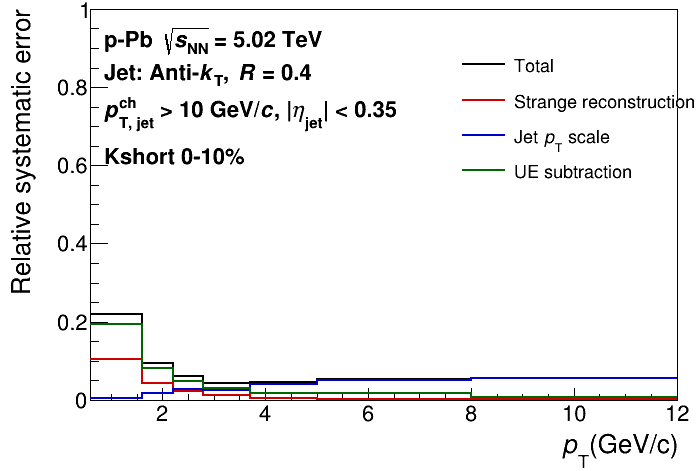 Relative systematic error
1
0.8
0.6
0.4
0.2
0
p-Pb √sNN = 5.02 TeV
Jet: Anti-kT, R = 0.4
p ch T, jet > 10 GeV/c, |ηjet| < 0.35
Kshort 0-10%
Total
Strange reconstruction
Jet pT scale
UE subtraction
2 4 6 8 10 12
pT(GeV/c)